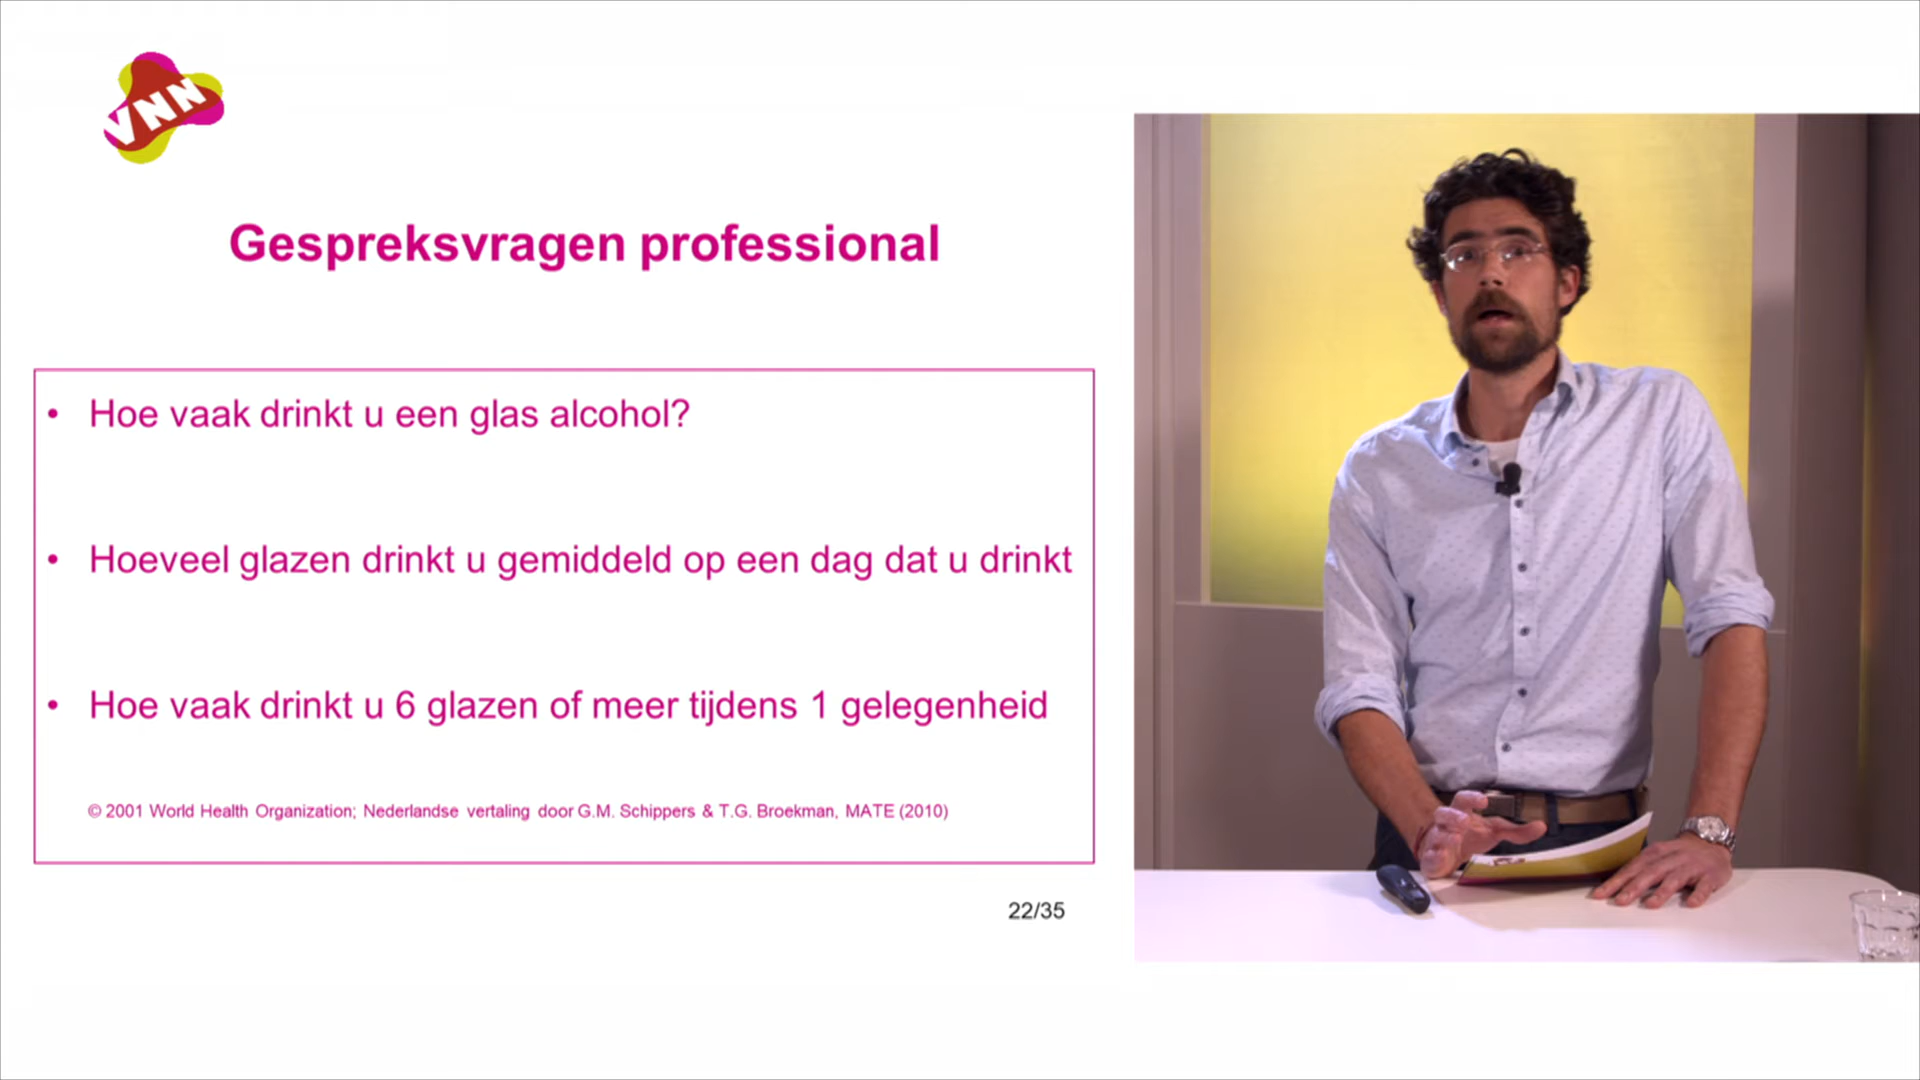 VNN
Gespreksvragen professional
• Hoe vaak drinkt u een glas alcohol?
• Hoeveel glazen drinkt u gemiddeld op een dag dat u drinkt
• Hoe vaak drinkt u 6 glazen of meer tijdens 1 gelegenheid
© 2001 World Health Organization; Nederlandse vertaling door G.M. Schippers & T.G. Broekman, MATE (2010)
22/35